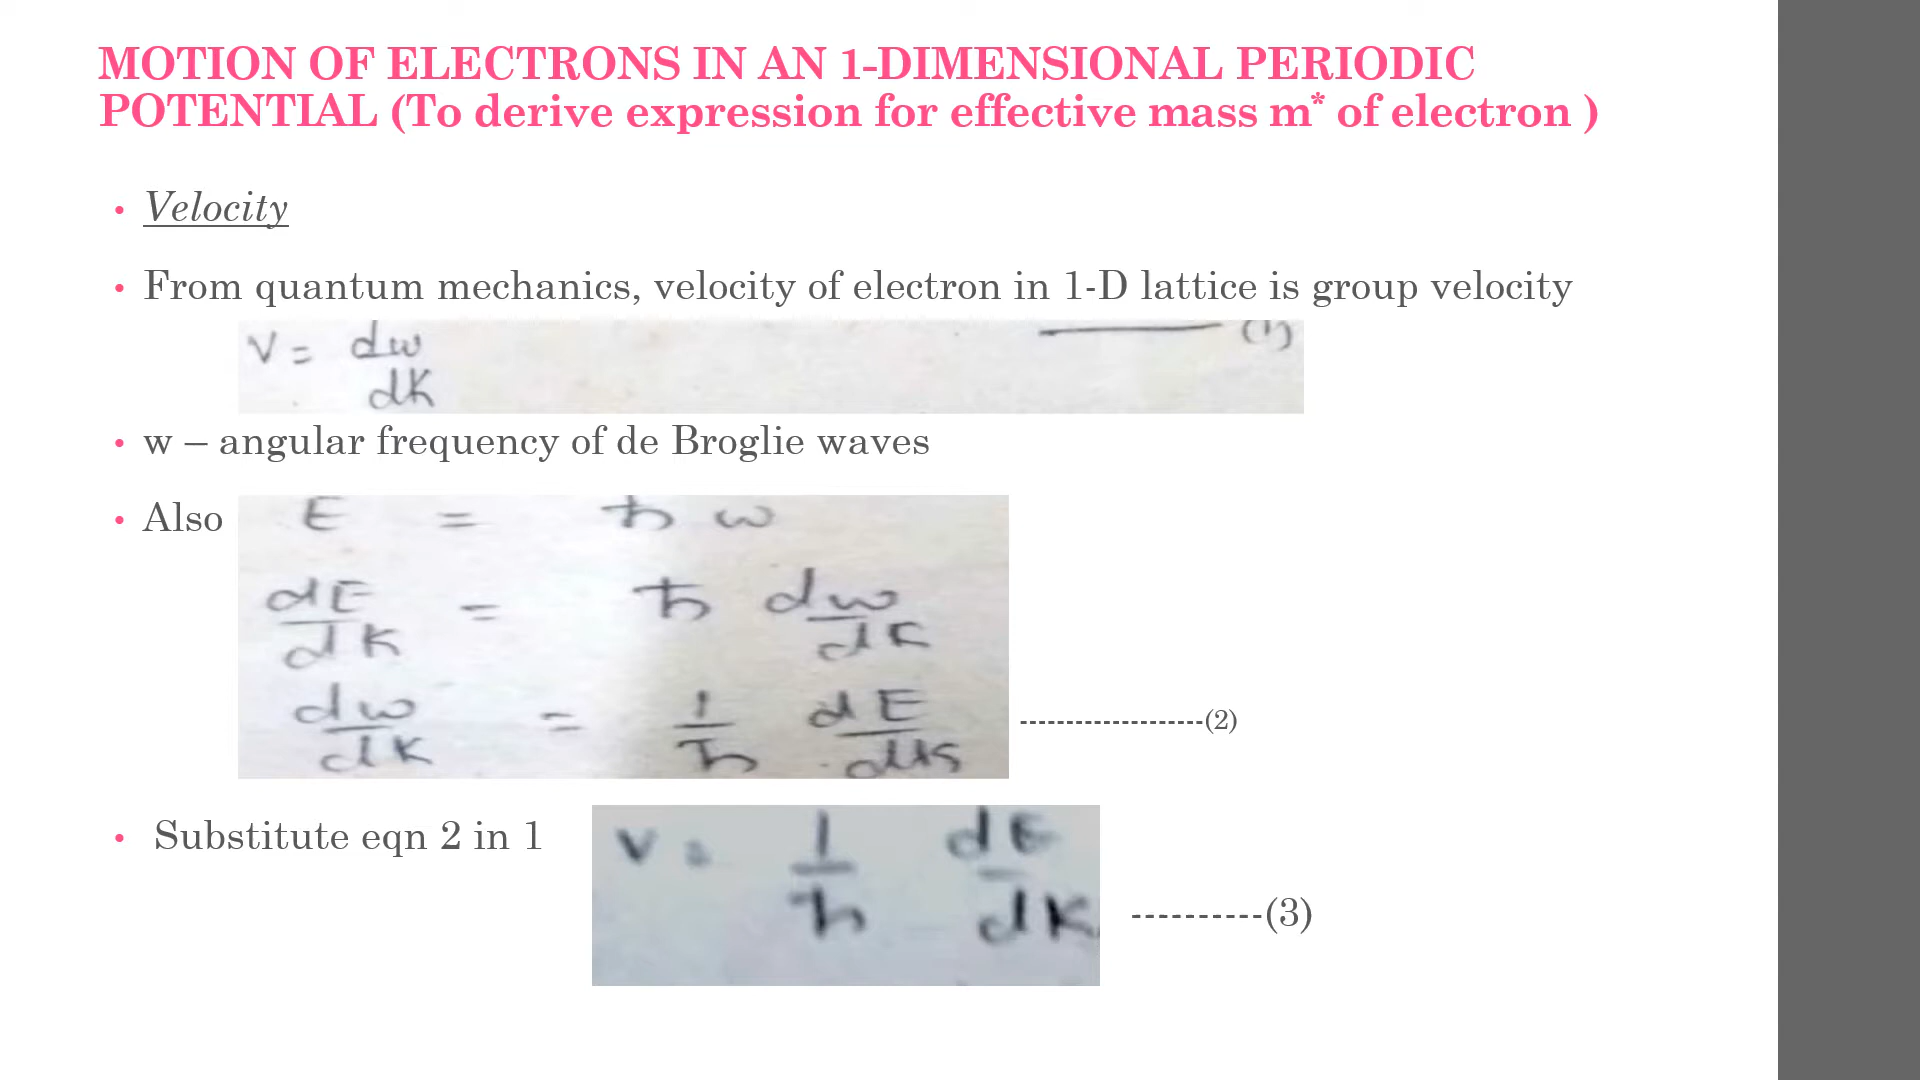 MOTION OF ELECTRONS IN AN 1-DIMENSIONAL PERIODIC
POTENTIAL (To derive expression for effective mass m* of electron )
• Velocity
• From quantum mechanics, velocity of electron in 1-D lattice is group velocity
V = dω/dK ——— (1)
• w – angular frequency of de Broglie waves
• Also E = ħ ω
dE/dK = ħ dω/dK
dω/dK = 1/ħ dE/dK --------------------(2)
• Substitute eqn 2 in 1 V = 1/ħ dE/dK ----------(3)